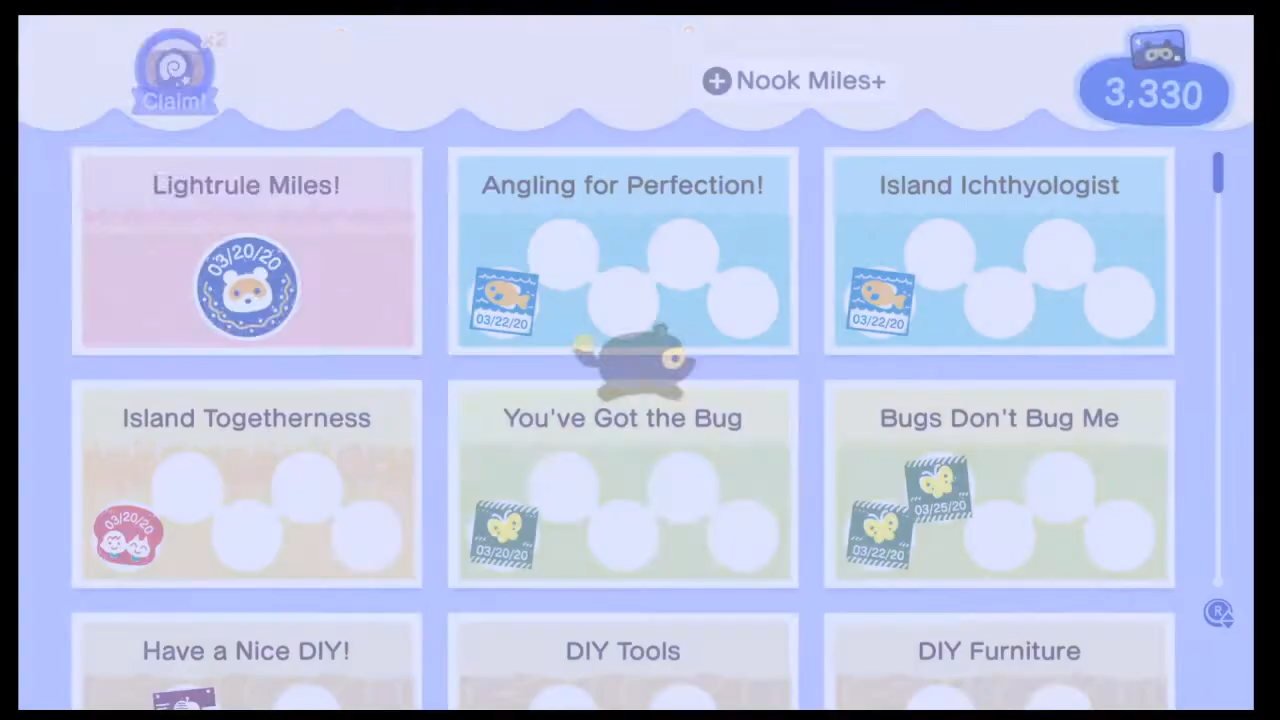 x2
Claim!
+ Nook Miles+
3,330
Lightrule Miles!
03/20/20
Angling for Perfection!
03/22/20
Island Ichthyologist
03/22/20
Island Togetherness
03/20/20
You've Got the Bug
03/20/20
Bugs Don't Bug Me
03/25/20
03/22/20
R
Have a Nice DIY!
DIY Tools
DIY Furniture